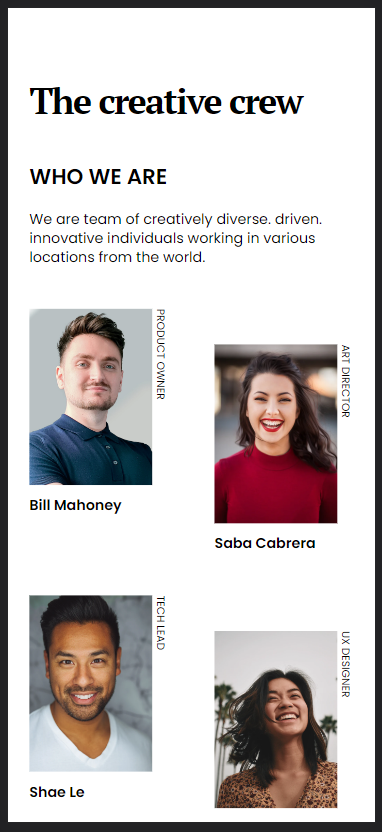 The creative crew
WHO WE ARE
We are team of creatively diverse. driven.
innovative individuals working in various
locations from the world.
PRODUCT OWNER
Bill Mahoney
ART DIRECTOR
Saba Cabrera
TECH LEAD
Shae Le
UX DESIGNER